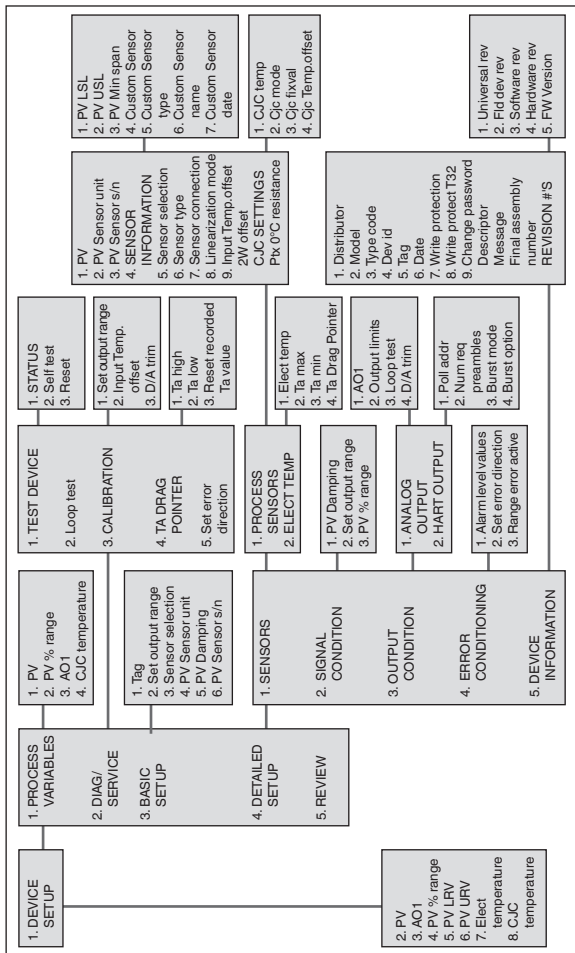 1. DEVICE
SETUP
2. PV
3. AO1
4. PV % range
5. PV LRV
6. PV URV
7. Elect
temperature
8. CJC
temperature
1. PROCESS
VARIABLES
2. DIAG/
SERVICE
3. BASIC
SETUP
4. DETAILED
SETUP
5. REVIEW
1. PV
2. PV % range
3. AO1
4. CJC temperature
1. TEST DEVICE
2. Loop test
3. CALIBRATION
4. TA DRAG
POINTER
5. Set error
direction
1. STATUS
2. Self test
3. Reset
1. Set output range
2. Input Temp.
offset
3. D/A trim
1. Ta high
2. Ta low
3. Reset recorded
Ta value
1. Tag
2. Set output range
3. Sensor selection
4. PV Sensor unit
5. PV Damping
6. PV Sensor s/n
1. SENSORS
2. SIGNAL
CONDITION
3. OUTPUT
CONDITION
4. ERROR
CONDITIONING
5. DEVICE
INFORMATION
1. PROCESS
SENSORS
2. ELECT TEMP
1. PV
2. PV Sensor unit
3. PV Sensor s/n
4. SENSOR
INFORMATION
5. Sensor selection
6. Sensor type
7. Sensor connection
8. Linearization mode
9. Input Temp.offset
2W offset
CJC SETTINGS
Ptx 0°C resistance
1. PV LSL
2. PV USL
3. PV Min span
4. Custom Sensor
5. Custom Sensor
type
6. Custom Sensor
name
7. Custom Sensor
date
1. CJC temp
2. Cjc mode
3. Cjc fixval
4. Cjc Temp.offset
1. Elect temp
2. Ta max
3. Ta min
4. Ta Drag Pointer
1. PV Damping
2. Set output range
3. PV % range
1. ANALOG
OUTPUT
2. HART OUTPUT
1. AO1
2. Output limits
3. Loop test
4. D/A trim
1. Poll addr
2. Num req
preambles
3. Burst mode
4. Burst option
1. Alarm level values
2. Set error direction
3. Range error active
1. Distributor
2. Model
3. Type code
4. Dev id
5. Tag
6. Date
7. Write protection
8. Write protect T32
9. Change password
Descriptor
Message
Final assembly
number
REVISION #'S
1. Universal rev
2. Fld dev rev
3. Software rev
4. Hardware rev
5. FW Version